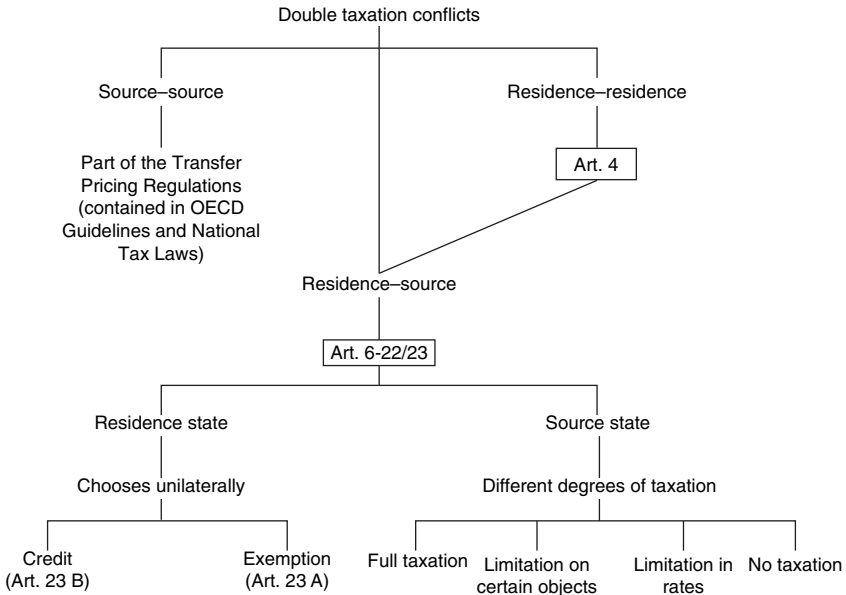 Double taxation conflicts
Source–source
Residence–residence
Part of the Transfer
Pricing Regulations
(contained in OECD
Guidelines and National
Tax Laws)
Art. 4
Residence–source
Art. 6-22/23
Residence state
Source state
Chooses unilaterally
Different degrees of taxation
Credit
(Art. 23 B)
Exemption
(Art. 23 A)
Full taxation
Limitation on
certain objects
Limitation in
rates
No taxation